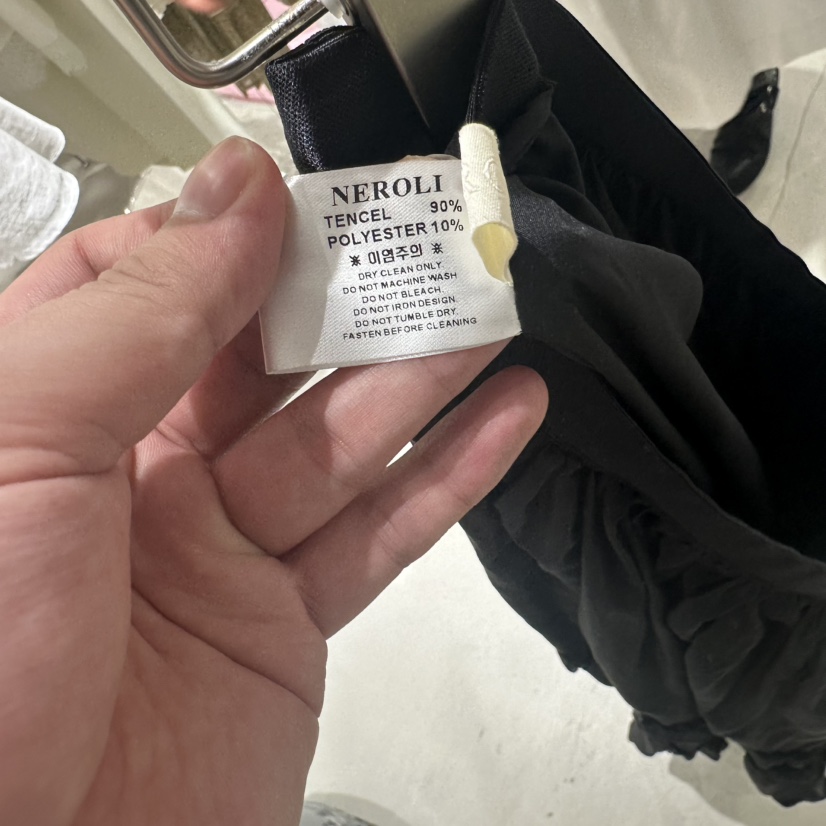 NEROLI
TENCEL 90%
POLYESTER 10%
※ 이염주의 ※
DRY CLEAN ONLY.
DO NOT MACHINE WASH
DO NOT BLEACH.
DO NOT IRON DESIGN.
DO NOT TUMBLE DRY.
FASTEN BEFORE CLEANING